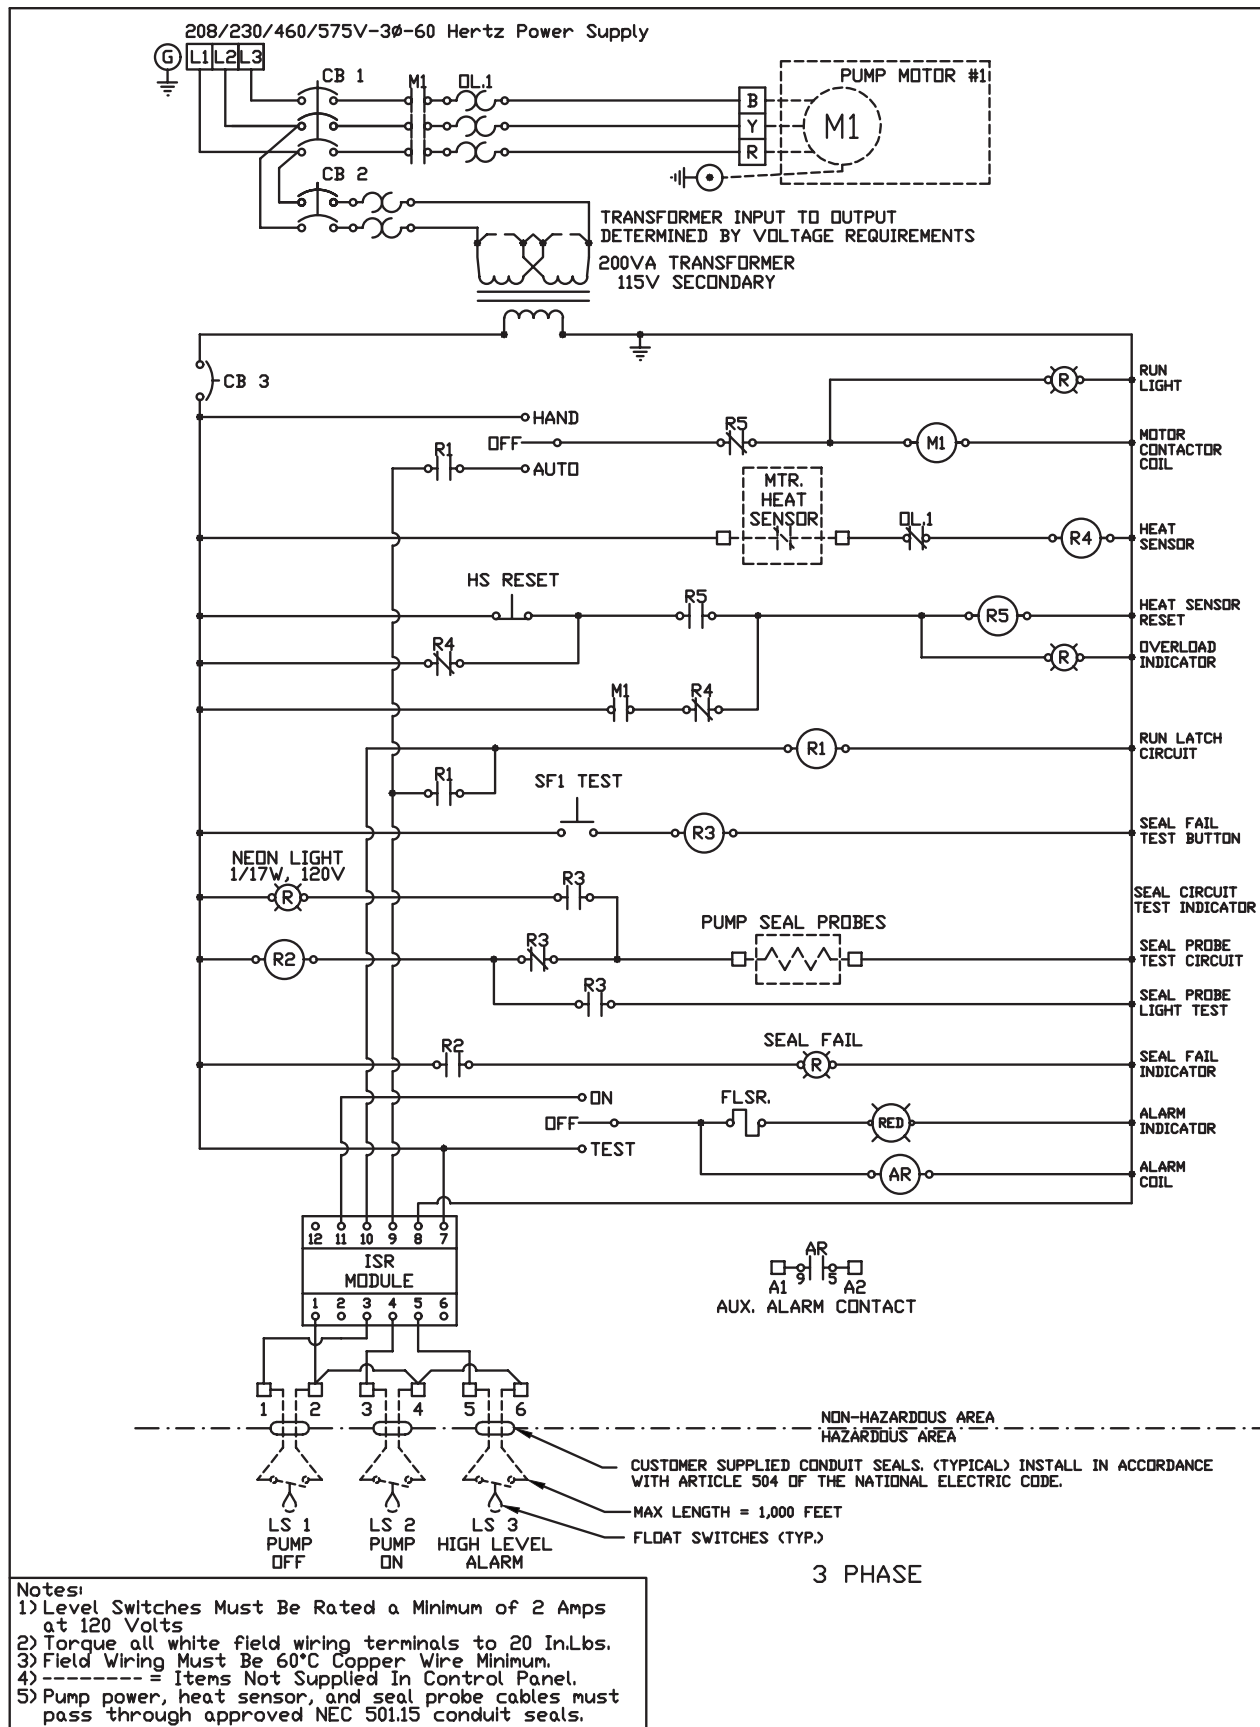 208/230/460/575V-3ø-60 Hertz Power Supply
G L1 L2 L3
CB 1
M1
OL.1
PUMP MOTOR #1
B
Y
R
M1
CB 2
TRANSFORMER INPUT TO OUTPUT
DETERMINED BY VOLTAGE REQUIREMENTS
200VA TRANSFORMER
115V SECONDARY
CB 3
R
RUN
LIGHT
HAND
OFF
R5
M1
MOTOR
CONTACTOR
COIL
R1
AUTO
MTR.
HEAT
SENSOR
OL.1
R4
HEAT
SENSOR
HS RESET
R5
R5
HEAT SENSOR
RESET
R4
R
OVERLOAD
INDICATOR
M1
R4
R1
RUN LATCH
CIRCUIT
R1
SF1 TEST
R3
SEAL FAIL
TEST BUTTON
NEON LIGHT
1/17W, 120V
R
R3
SEAL CIRCUIT
TEST INDICATOR
PUMP SEAL PROBES
R2
R3
SEAL PROBE
TEST CIRCUIT
R3
SEAL PROBE
LIGHT TEST
SEAL FAIL
R2
R
SEAL FAIL
INDICATOR
ON
FLSR.
OFF
RED
ALARM
INDICATOR
TEST
AR
ALARM
COIL
12 11 10 9 8 7
ISR
MODULE
1 2 3 4 5 6
AR
9 5
A1 A2
AUX. ALARM CONTACT
1 2 3 4 5 6
NON-HAZARDOUS AREA
HAZARDOUS AREA
CUSTOMER SUPPLIED CONDUIT SEALS. (TYPICAL) INSTALL IN ACCORDANCE
WITH ARTICLE 504 OF THE NATIONAL ELECTRIC CODE.
MAX LENGTH = 1,000 FEET
FLOAT SWITCHES (TYP.)
LS 1
PUMP
OFF
LS 2
PUMP
ON
LS 3
HIGH LEVEL
ALARM
3 PHASE
Notes:
1) Level Switches Must Be Rated a Minimum of 2 Amps
at 120 Volts
2) Torque all white field wiring terminals to 20 In.Lbs.
3) Field Wiring Must Be 60°C Copper Wire Minimum.
4) --------- = Items Not Supplied In Control Panel.
5) Pump power, heat sensor, and seal probe cables must
pass through approved NEC 501.15 conduit seals.